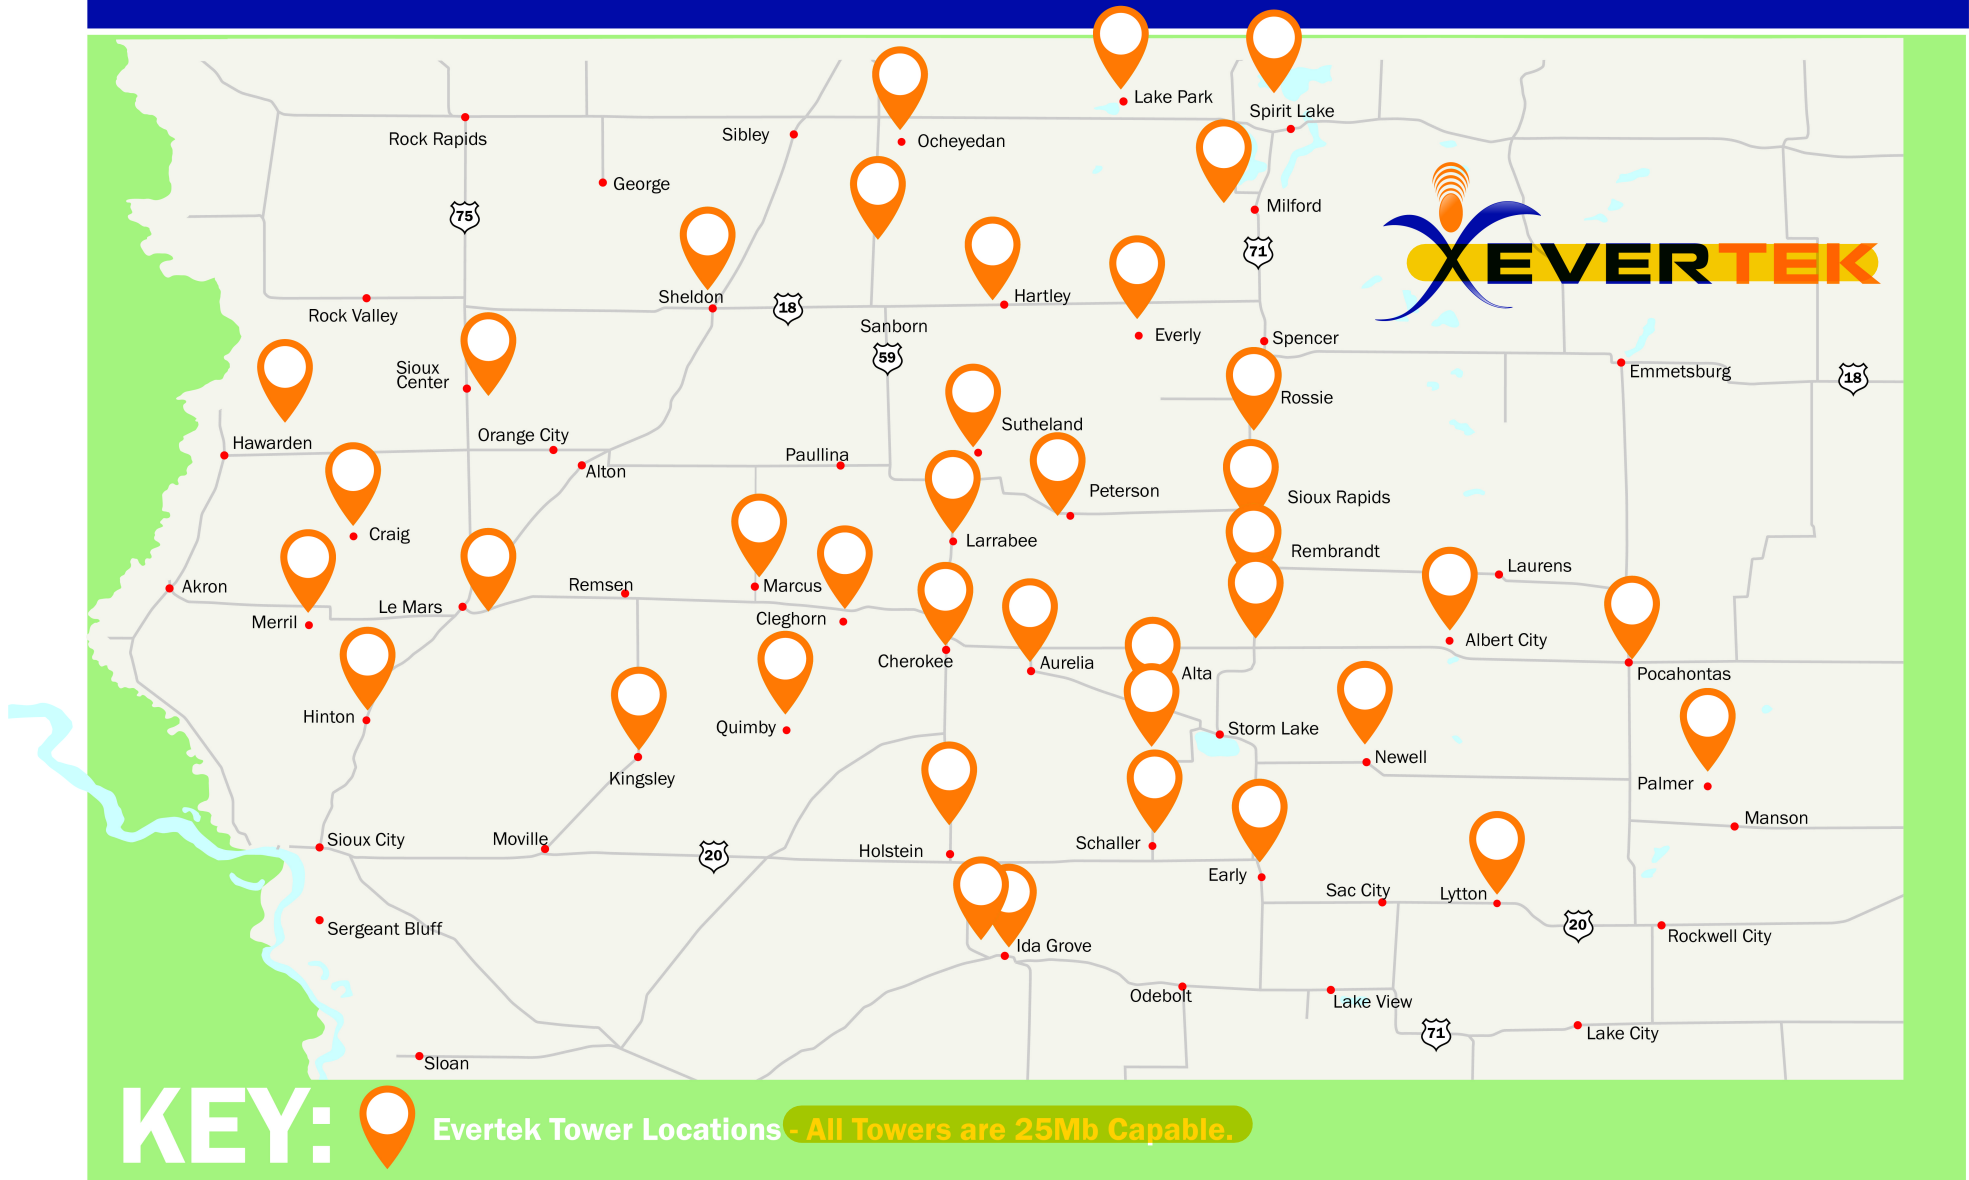 Lake Park
Spirit Lake
Rock Rapids
Sibley
Ocheyedan
George
Milford
75
71
EVERTEK
Sheldon
18
Hartley
Rock Valley
Sanborn
Everly
Spencer
59
Sioux
Center
Emmetsburg
18
Rossie
Sutheland
Hawarden
Orange City
Paullina
Alton
Peterson
Sioux Rapids
Craig
Larrabee
Rembrandt
Laurens
Akron
Remsen
Marcus
Le Mars
Merril
Cleghorn
Albert City
Cherokee
Aurelia
Alta
Pocahontas
Hinton
Quimby
Storm Lake
Newell
Kingsley
Palmer
Manson
Sioux City
Moville
20
Holstein
Schaller
Early
Sac City
Lytton
Sergeant Bluff
20
Rockwell City
Ida Grove
Odebolt
Lake View
71
Lake City
Sloan
KEY:
Evertek Tower Locations - All Towers are 25Mb Capable.